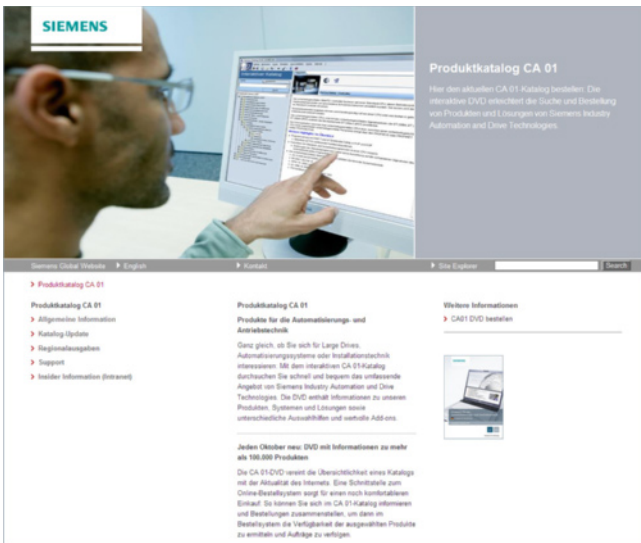 SIEMENS
Produktkatalog CA 01
Hier den aktuellen CA 01-Katalog bestellen: Die
interaktive DVD erleichtert die Suche und Bestellung
von Produkten und Lösungen von Siemens Industry
Automation and Drive Technologies.
Siemens Global Website English Kontakt Site Explorer Search
Produktkatalog CA 01
Produktkatalog CA 01
Allgemeine Information
Katalog-Update
Regionalausgaben
Support
Insider Information (Intranet)
Produktkatalog CA 01
Produkte für die Automatisierungs- und
Antriebstechnik
Ganz gleich, ob Sie sich für Large Drives,
Automatisierungssysteme oder Installationstechnik
interessieren: Mit dem interaktiven CA 01-Katalog
durchsuchen Sie schnell und bequem das umfassende
Angebot von Siemens Industry Automation und Drive
Technologies. Die DVD enthält Informationen zu unseren
Produkten, Systemen und Lösungen sowie
unterschiedliche Auswahlhilfen und wertvolle Add-ons.
Jeden Oktober neu: DVD mit Informationen zu mehr
als 100.000 Produkten
Die CA 01-DVD vereint die Übersichtlichkeit eines Katalogs
mit der Aktualität des Internets. Eine Schnittstelle zum
Online-Bestellsystem sorgt für einen noch komfortableren
Einkauf. So können Sie sich im CA 01-Katalog informieren
und Bestellungen zusammenstellen, um dann im
Bestellsystem die Verfügbarkeit der ausgewählten Produkte
zu ermitteln und Aufträge zu verfolgen.
Weitere Informationen
CA01 DVD bestellen